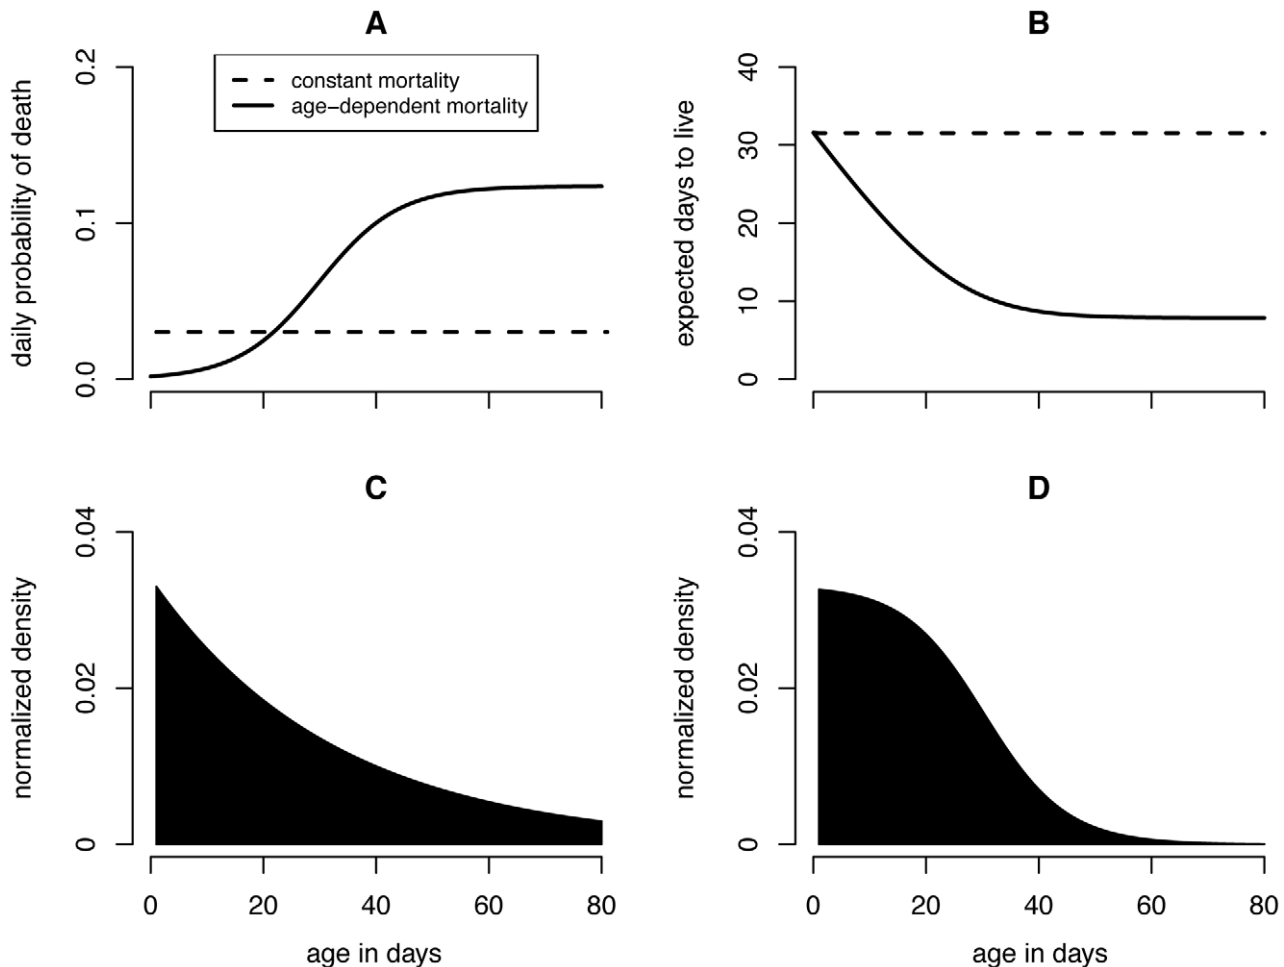 A
daily probability of death
0.0
0.1
0.2
constant mortality
age−dependent mortality
B
expected days to live
0
10
20
30
40
C
normalized density
0
0.02
0.04
0
20
40
60
80
age in days
D
normalized density
0
0.02
0.04
0
20
40
60
80
age in days